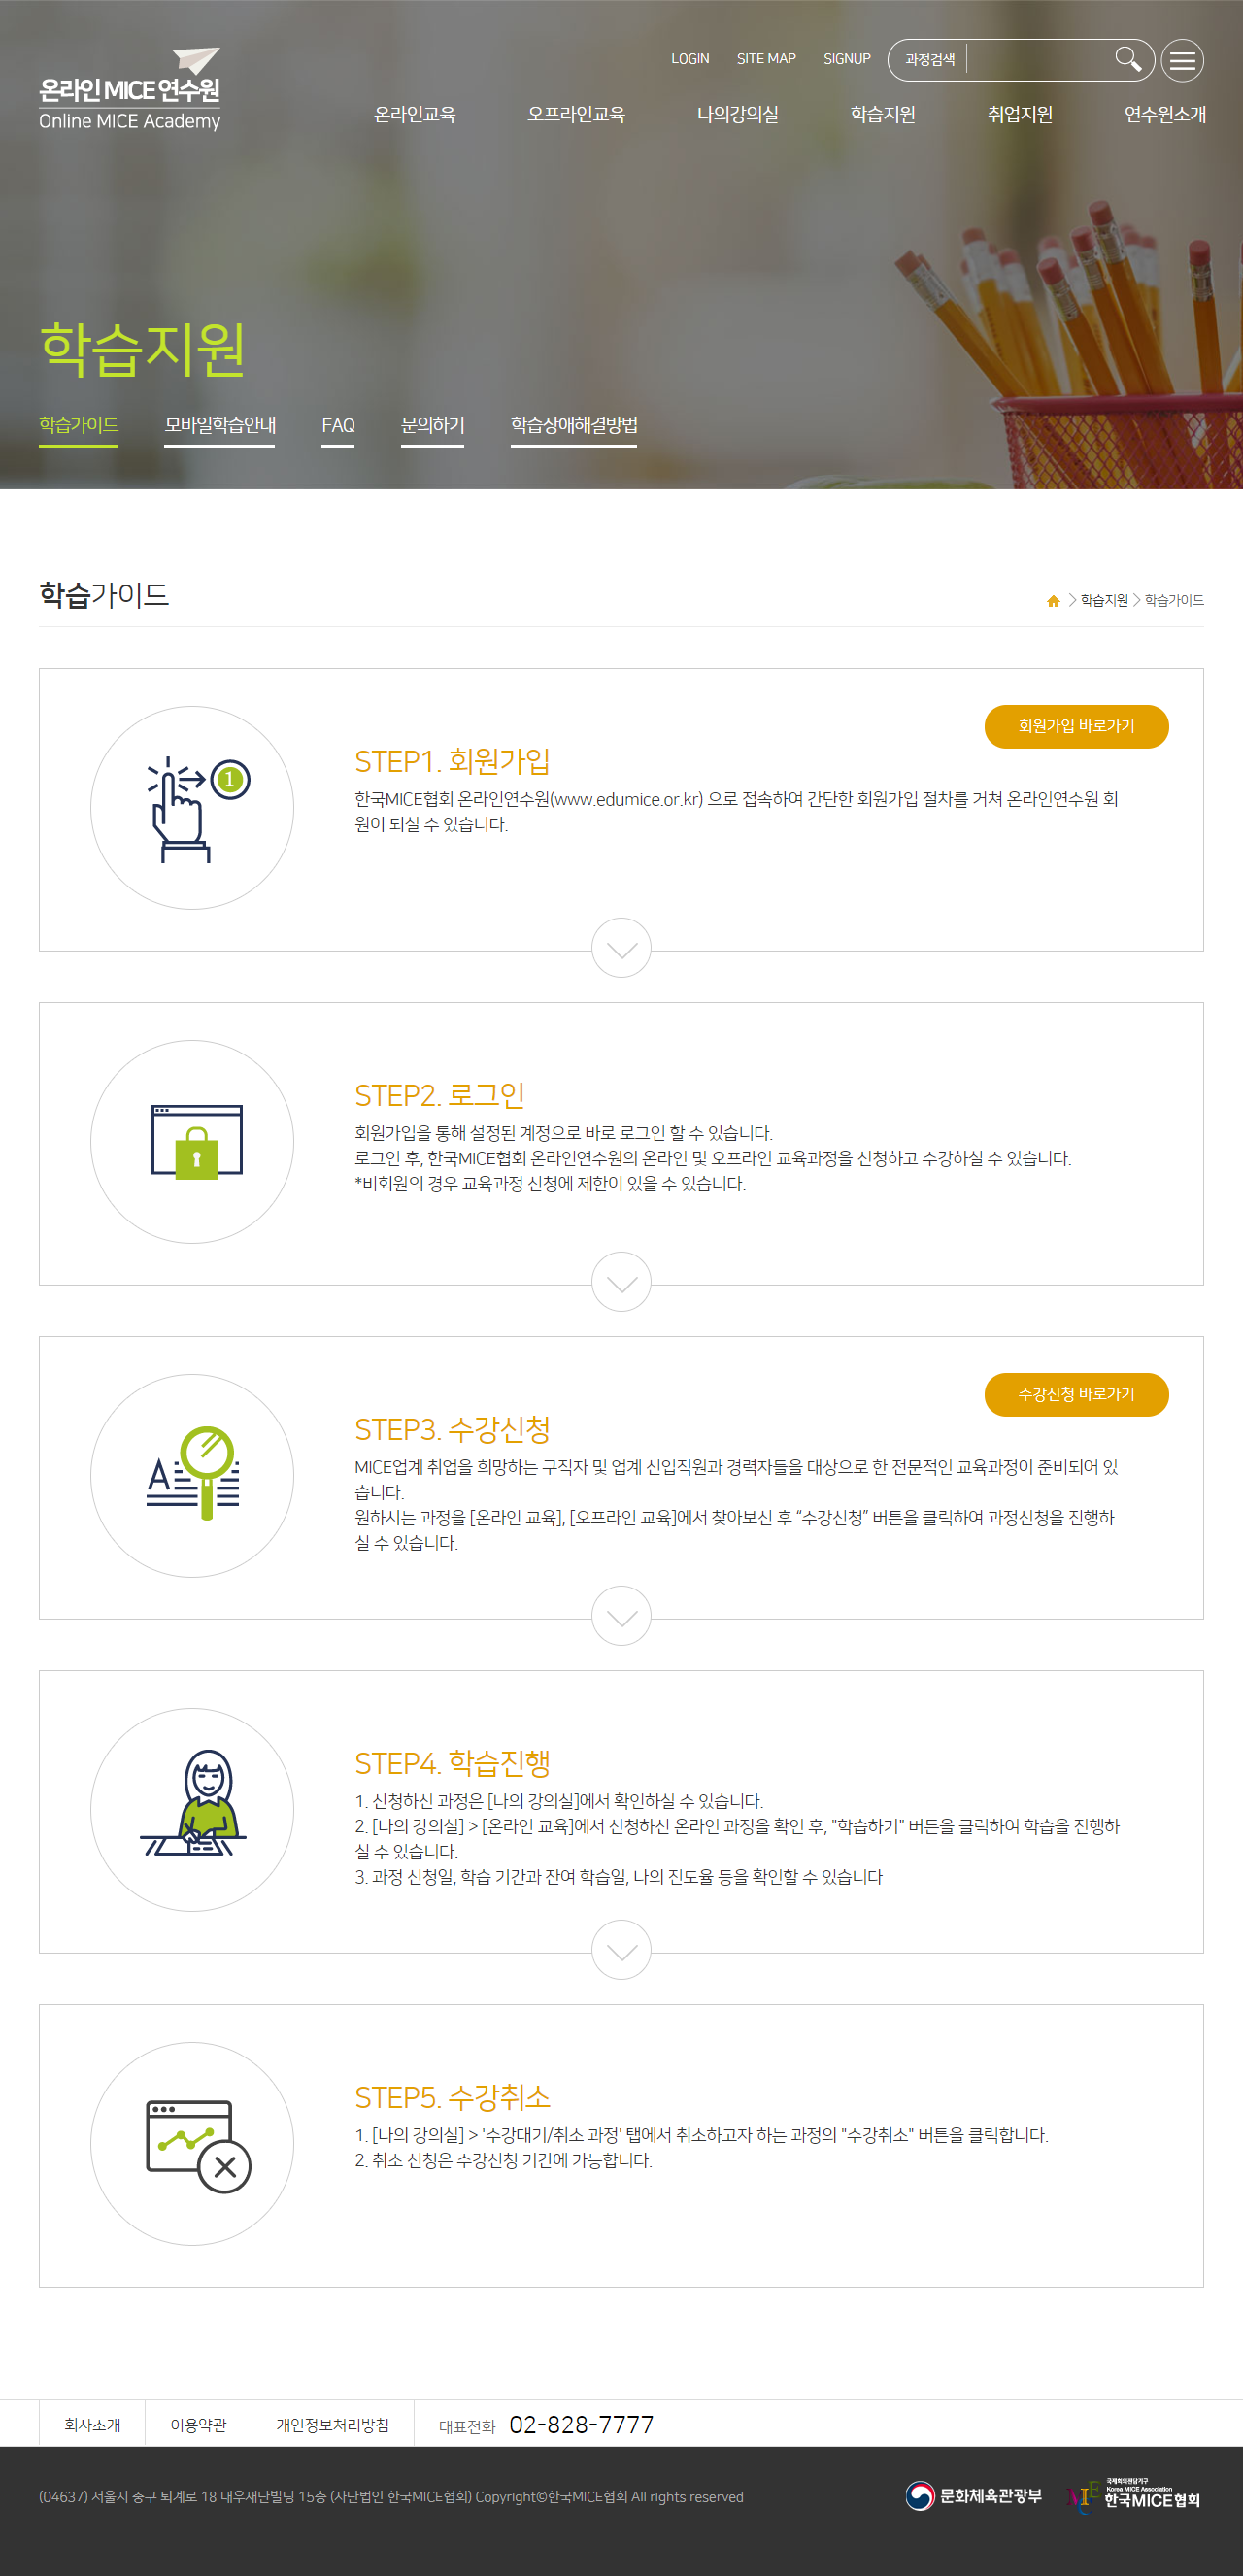 LOGIN SITE MAP SIGNUP 과정검색
온라인 MICE 연수원
Online MICE Academy
온라인교육 오프라인교육 나의강의실 학습지원 취업지원 연수원소개
학습지원
학습가이드 모바일학습안내 FAQ 문의하기 학습장애해결방법
학습가이드
학습지원 학습가이드
회원가입 바로가기
1
STEP1. 회원가입
한국MICE협회 온라인연수원(www.edumice.or.kr) 으로 접속하여 간단한 회원가입 절차를 거쳐 온라인연수원 회
원이 되실 수 있습니다.
STEP2. 로그인
회원가입을 통해 설정된 계정으로 바로 로그인 할 수 있습니다.
로그인 후, 한국MICE협회 온라인연수원의 온라인 및 오프라인 교육과정을 신청하고 수강하실 수 있습니다.
*비회원의 경우 교육과정 신청에 제한이 있을 수 있습니다.
수강신청 바로가기
A
STEP3. 수강신청
MICE업계 취업을 희망하는 구직자 및 업계 신입직원과 경력자들을 대상으로 한 전문적인 교육과정이 준비되어 있
습니다.
원하시는 과정을 [온라인 교육], [오프라인 교육]에서 찾아보신 후 “수강신청” 버튼을 클릭하여 과정신청을 진행하
실 수 있습니다.
STEP4. 학습진행
1. 신청하신 과정은 [나의 강의실]에서 확인하실 수 있습니다.
2. [나의 강의실] > [온라인 교육]에서 신청하신 온라인 과정을 확인 후, "학습하기" 버튼을 클릭하여 학습을 진행하
실 수 있습니다.
3. 과정 신청일, 학습 기간과 잔여 학습일, 나의 진도율 등을 확인할 수 있습니다
STEP5. 수강취소
1. [나의 강의실] > '수강대기/취소 과정' 탭에서 취소하고자 하는 과정의 "수강취소" 버튼을 클릭합니다.
2. 취소 신청은 수강신청 기간에 가능합니다.
회사소개 이용약관 개인정보처리방침 대표전화 02-828-7777
(04637) 서울시 중구 퇴계로 18 대우재단빌딩 15층 (사단법인 한국MICE협회) Copyright©한국MICE협회 All rights reserved
문화체육관광부
MICE
국제회의전담기구
Korea MICE Association
한국MICE협회